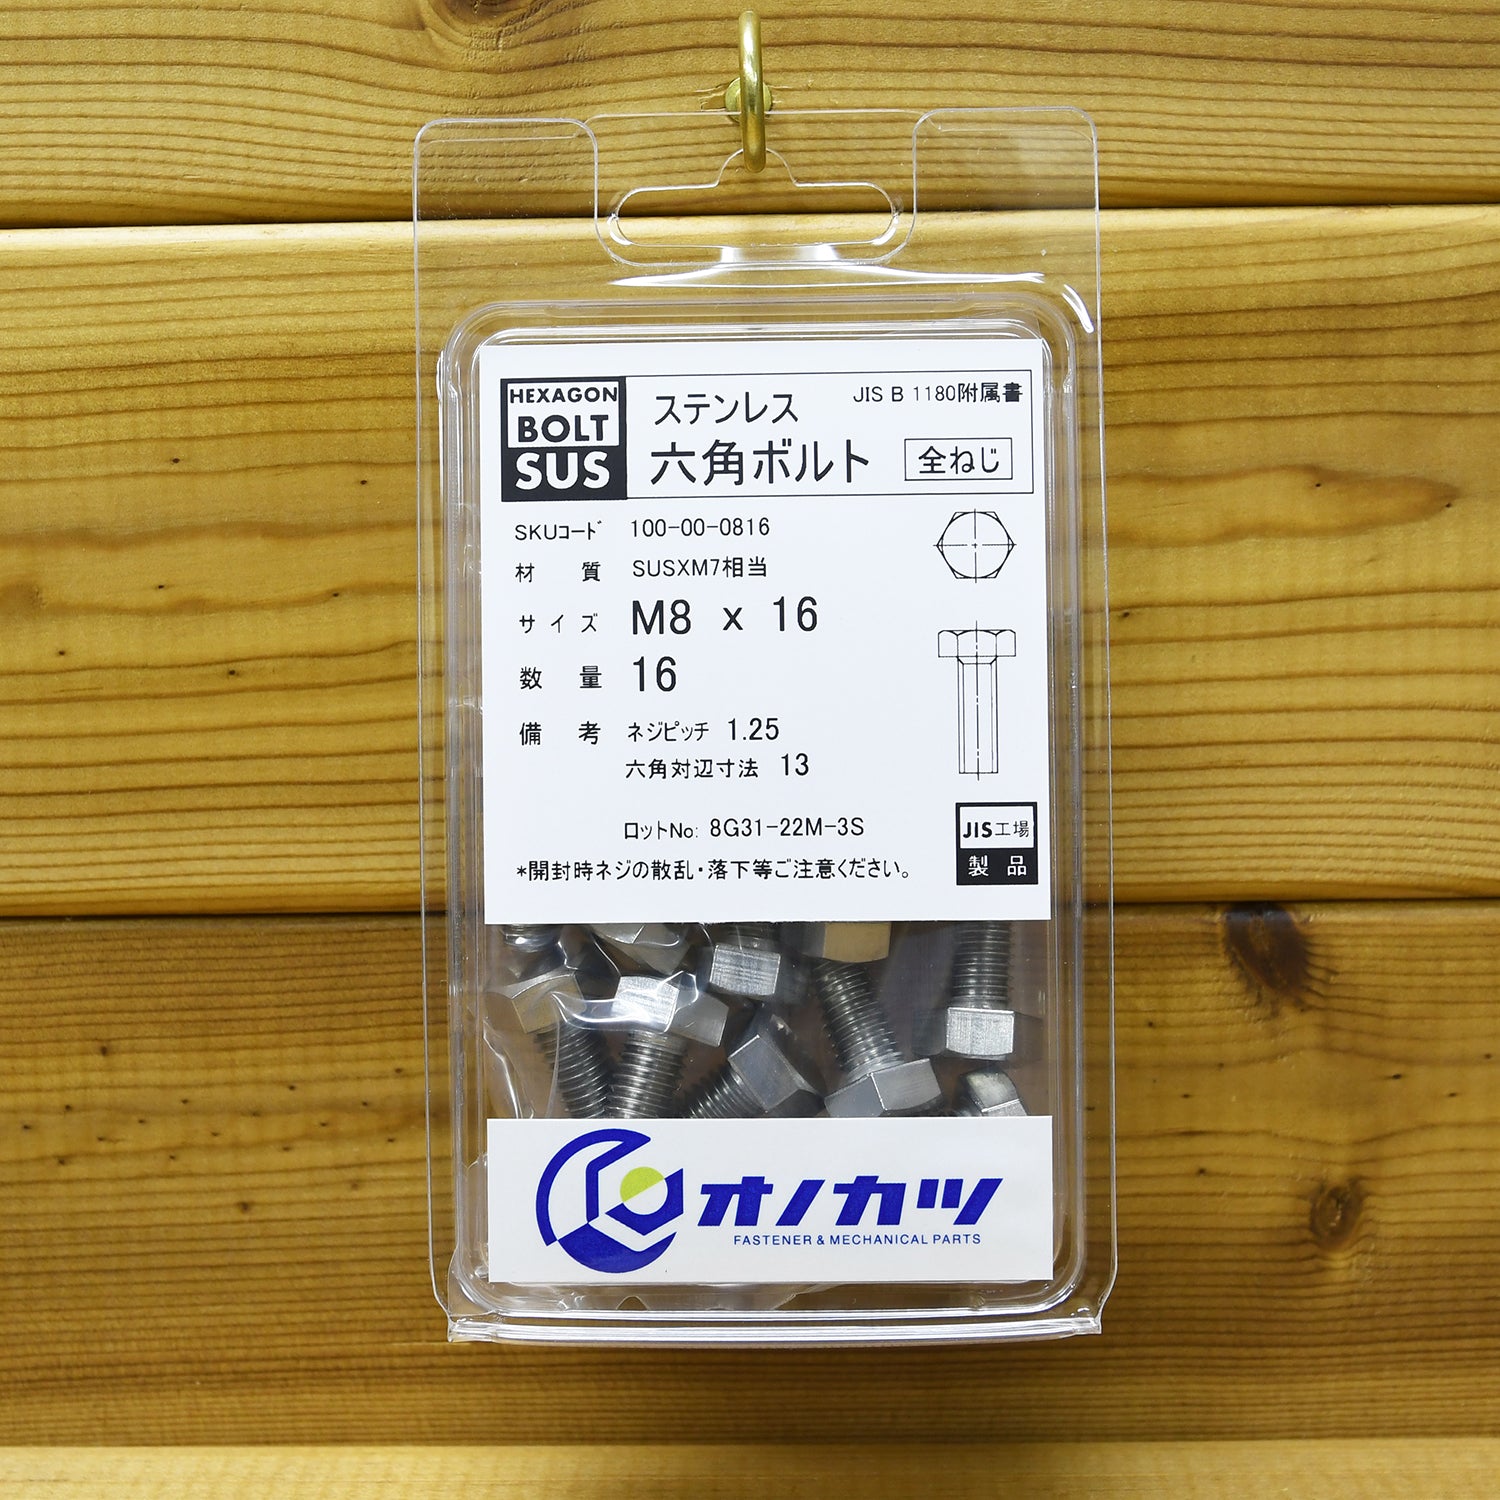 HEXAGON
BOLT
SUS
ステンレス
JIS B 1180附属書
六角ボルト 全ねじ
SKUコード 100-00-0816
材質 SUSXM7相当
サイズ M8 x 16
数量 16
備考 ネジピッチ 1.25
六角対辺寸法 13
ロットNo: 8G31-22M-3S
JIS工場
製品
*開封時ネジの散乱・落下等ご注意ください。
オノカツ
FASTENER & MECHANICAL PARTS